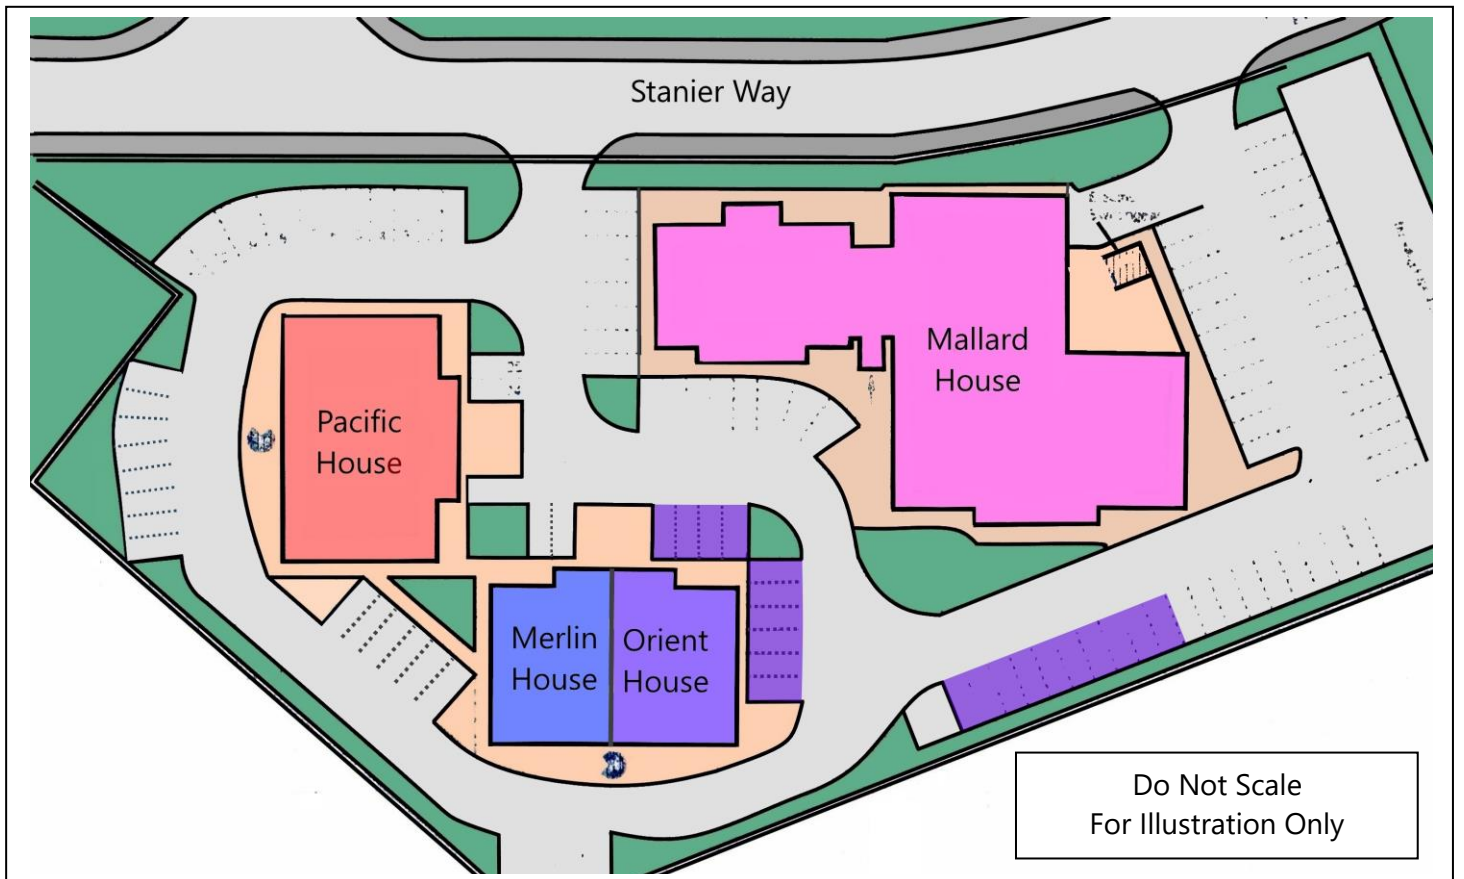 Stanier Way
Mallard
House
Pacific
House
Merlin
House
Orient
House
Do Not Scale
For Illustration Only